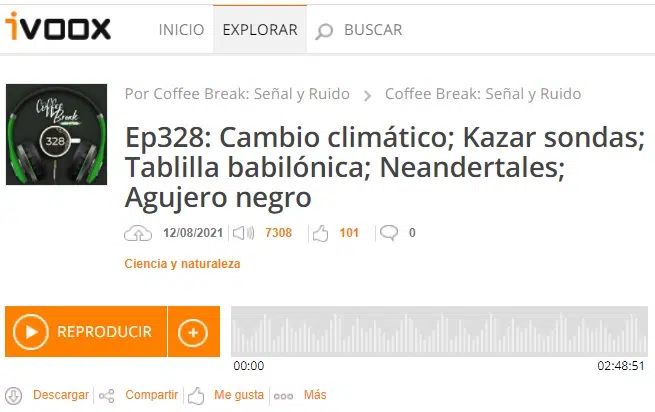 iVOOX
INICIO
EXPLORAR
BUSCAR
Coffee
Break
328
Por Coffee Break: Señal y Ruido
Coffee Break: Señal y Ruido
Ep328: Cambio climático; Kazar sondas;
Tablilla babilónica; Neandertales;
Agujero negro
12/08/2021
7308
101
0
Ciencia y naturaleza
REPRODUCIR
00:00
02:48:51
Descargar
Compartir
Me gusta
Más